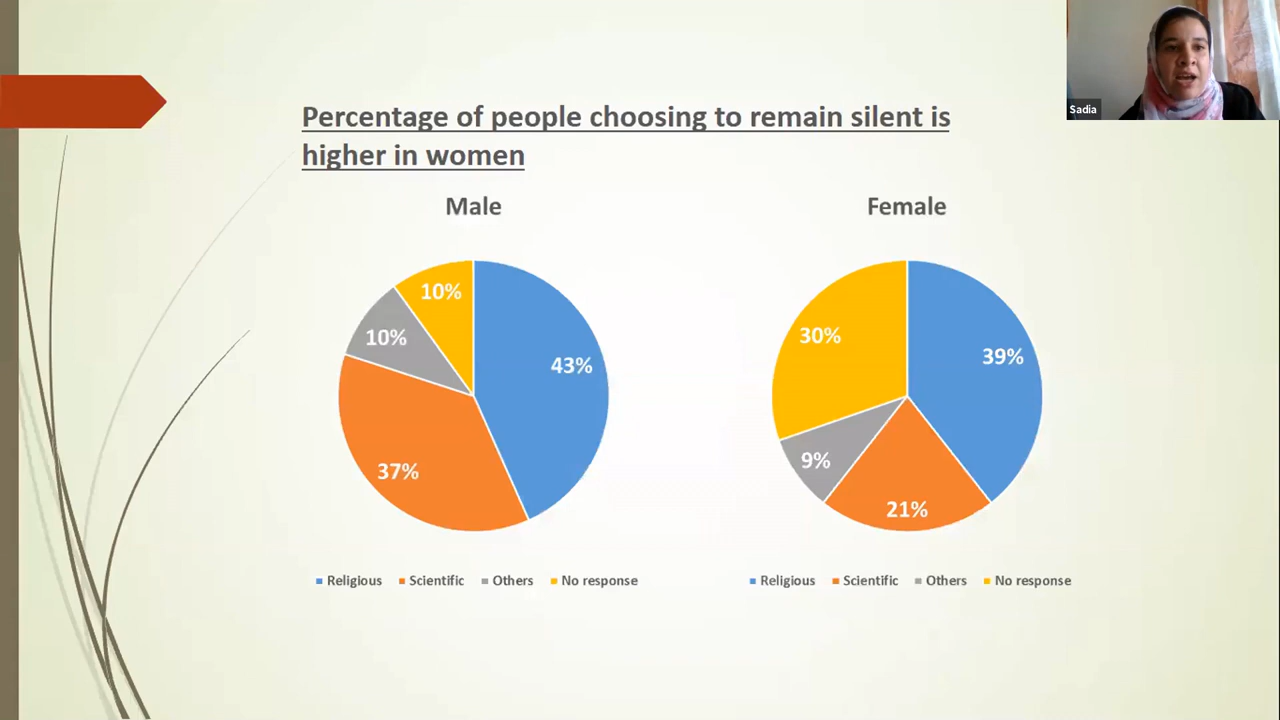 Sadia
Percentage of people choosing to remain silent is
higher in women
Male
Female
10%
10%
43%
37%
30%
39%
9%
21%
Religious Scientific Others No response
Religious Scientific Others No response